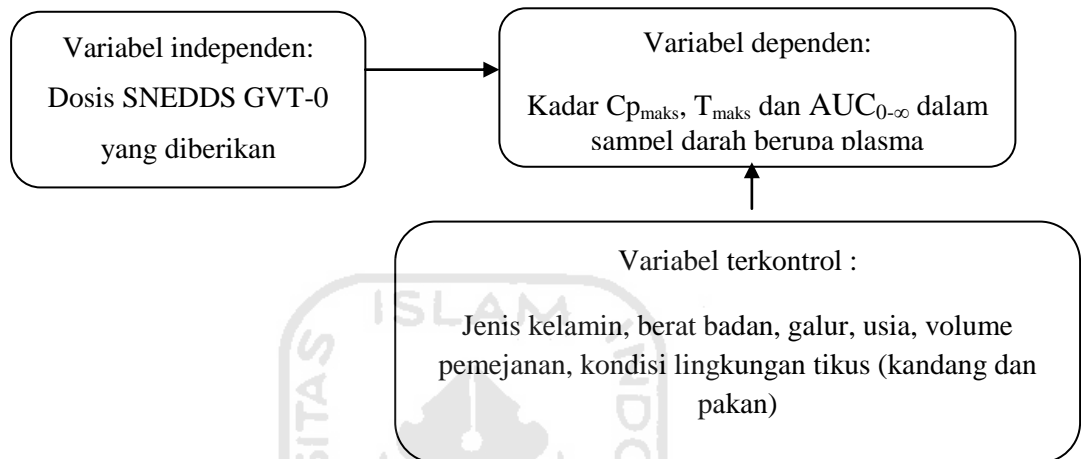 Variabel independen:
Dosis SNEDDS GVT-0
yang diberikan
Variabel dependen:
Kadar Cpmaks, Tmaks dan AUC0-∞ dalam
sampel darah berupa plasma
Variabel terkontrol :
Jenis kelamin, berat badan, galur, usia, volume
pemejanan, kondisi lingkungan tikus (kandang dan
pakan)
ISLAM